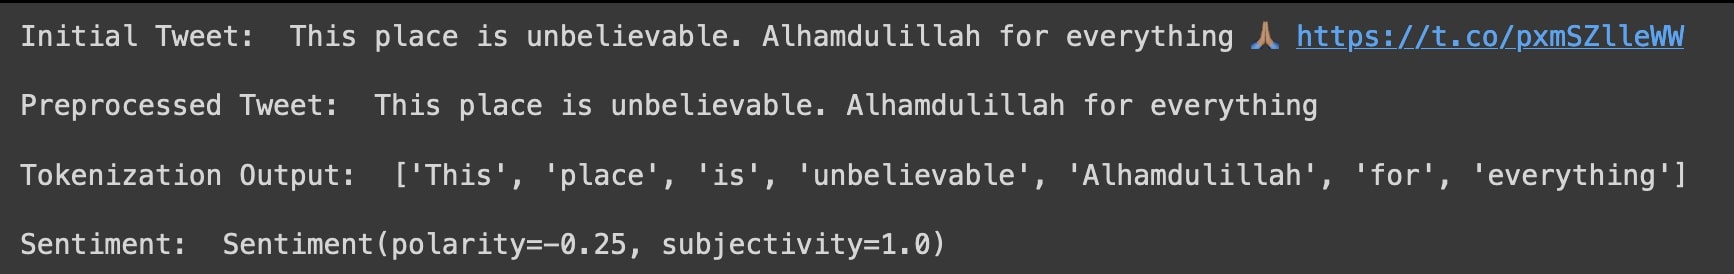 Initial Tweet:  This place is unbelievable. Alhamdulillah for everything 🙏🏽 https://t.co/pxmSZlleWW
Preprocessed Tweet:  This place is unbelievable. Alhamdulillah for everything
Tokenization Output:  ['This', 'place', 'is', 'unbelievable', 'Alhamdulillah', 'for', 'everything']
Sentiment:  Sentiment(polarity=-0.25, subjectivity=1.0)